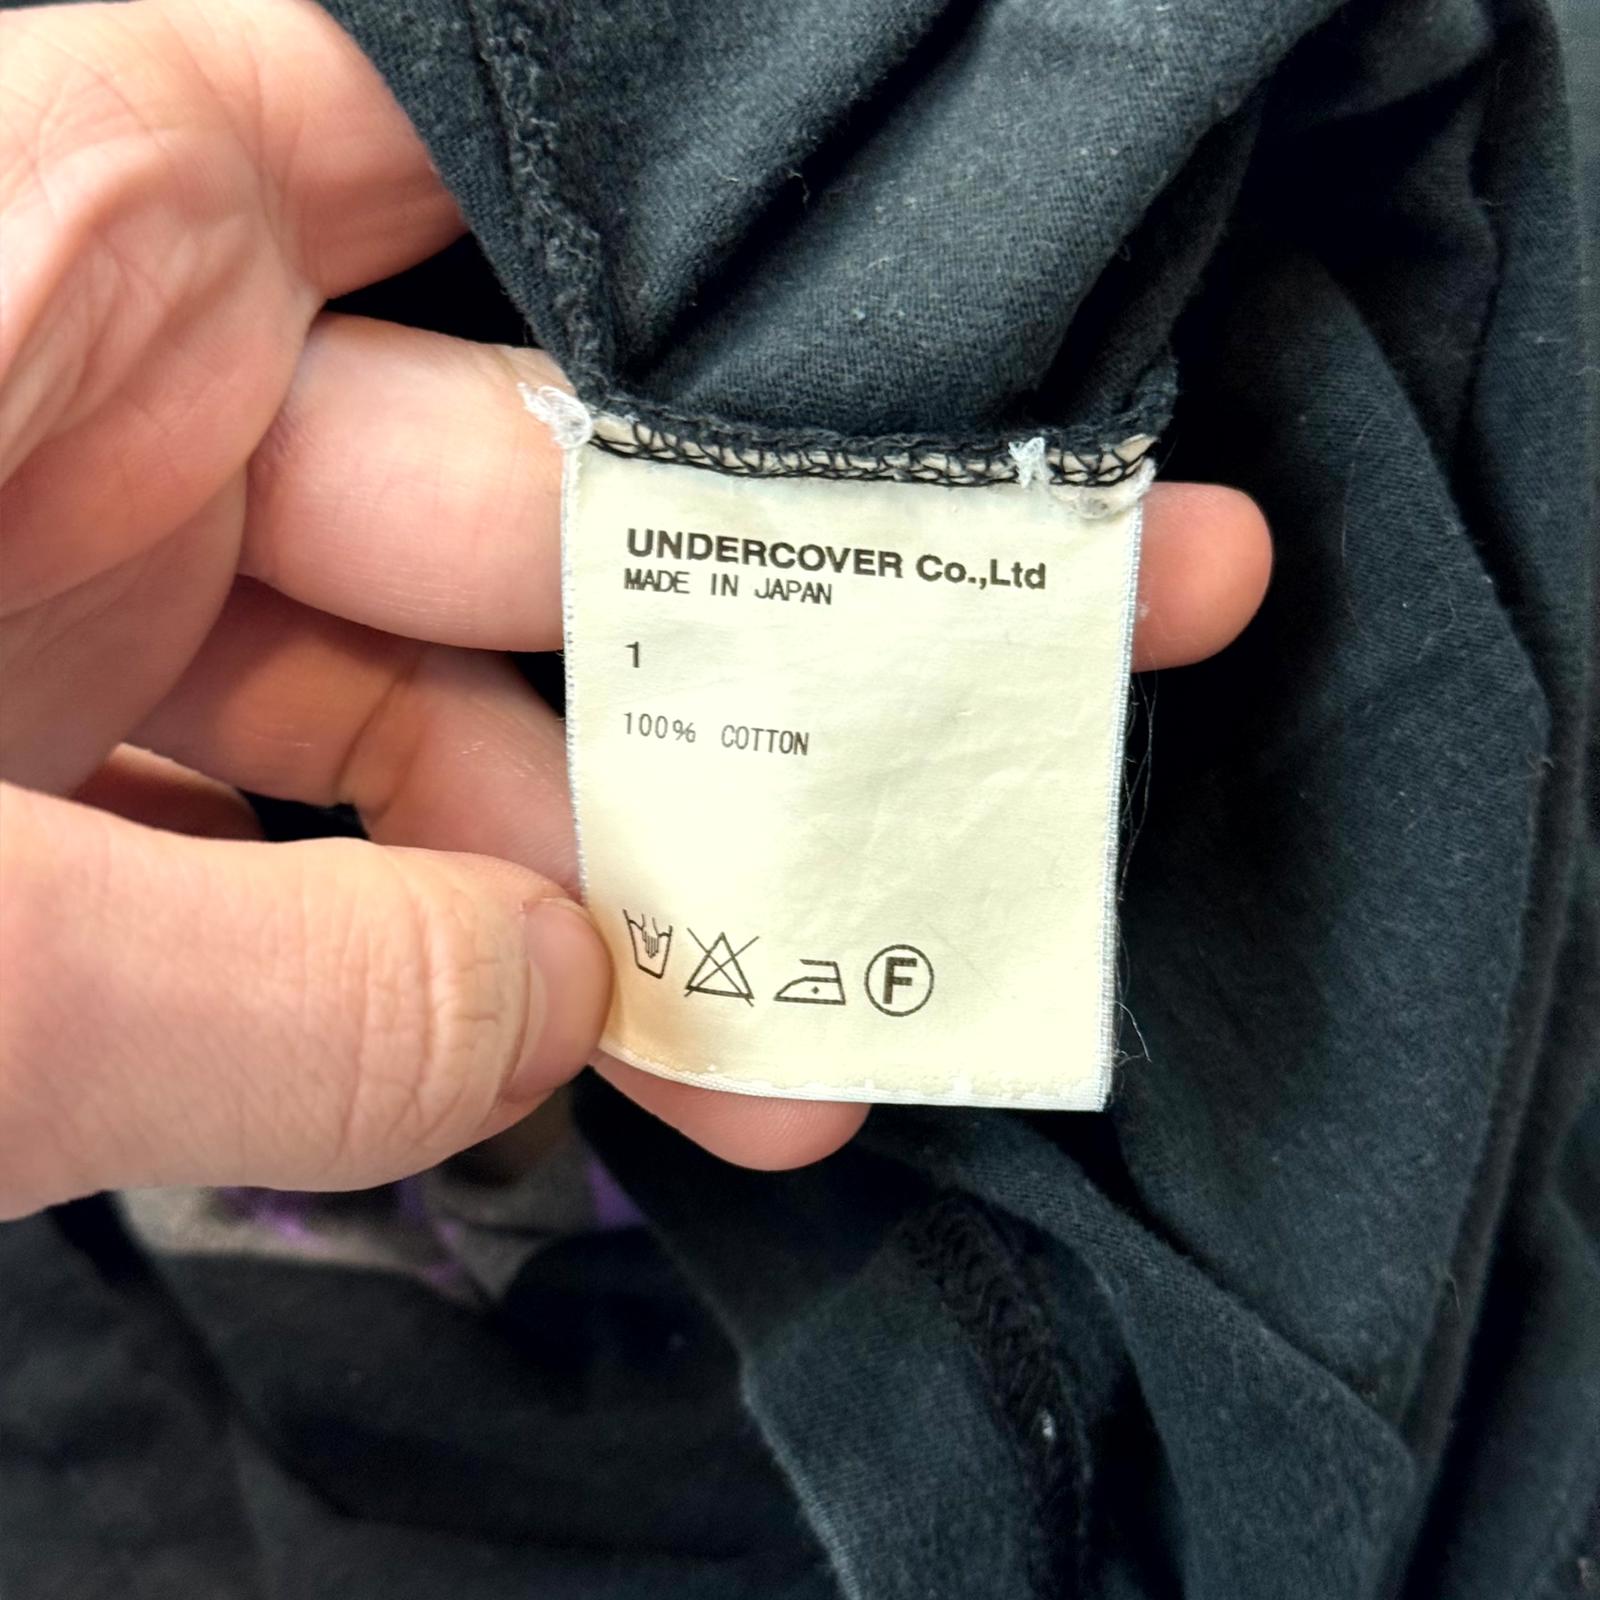 UNDERCOVER Co.,Ltd
MADE IN JAPAN
1
100% COTTON
F